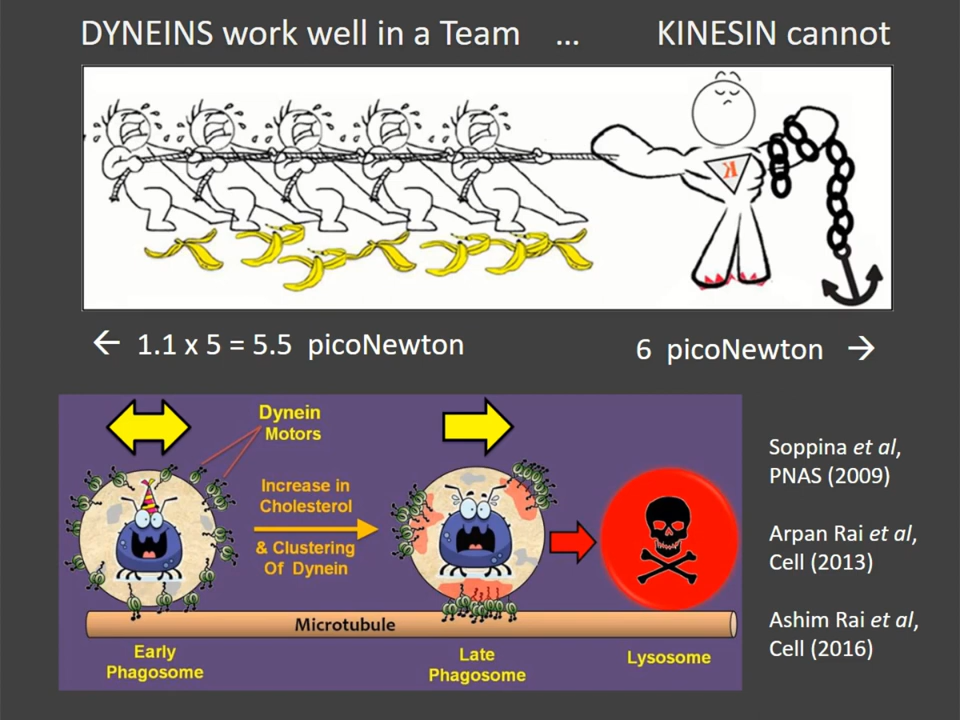 DYNEINS work well in a Team ... KINESIN cannot
K
← 1.1 x 5 = 5.5 picoNewton
6 picoNewton →
Dynein
Motors
Increase in
Cholesterol
& Clustering
Of Dynein
Microtubule
Early
Phagosome
Late
Phagosome
Lysosome
Soppina et al,
PNAS (2009)
Arpan Rai et al,
Cell (2013)
Ashim Rai et al,
Cell (2016)